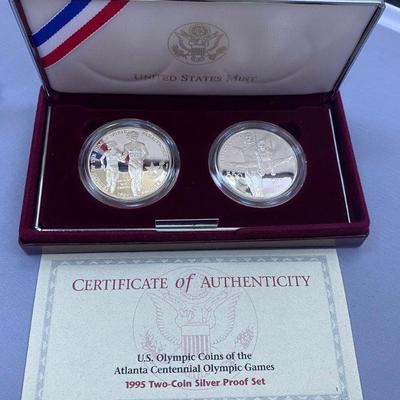 UNITED STATES MINT
CERTIFICATE of AUTHENTICITY
U.S. Olympic Coins of the
Atlanta Centennial Olympic Games
1995 Two-Coin Silver Proof Set